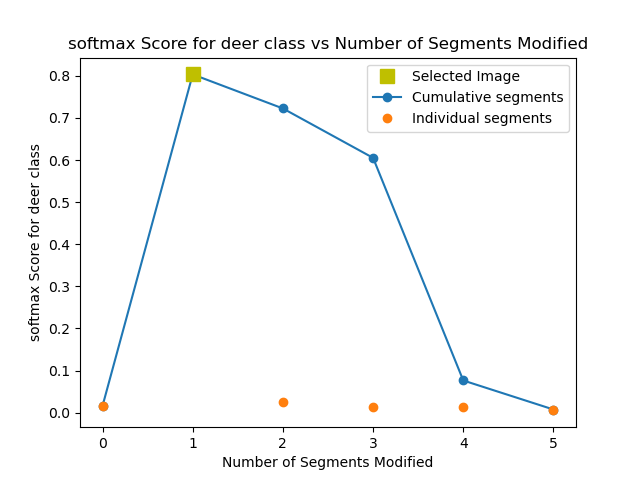 softmax Score for deer class vs Number of Segments Modified
Selected Image
Cumulative segments
Individual segments
softmax Score for deer class
0.8
0.7
0.6
0.5
0.4
0.3
0.2
0.1
0.0
0 1 2 3 4 5
Number of Segments Modified